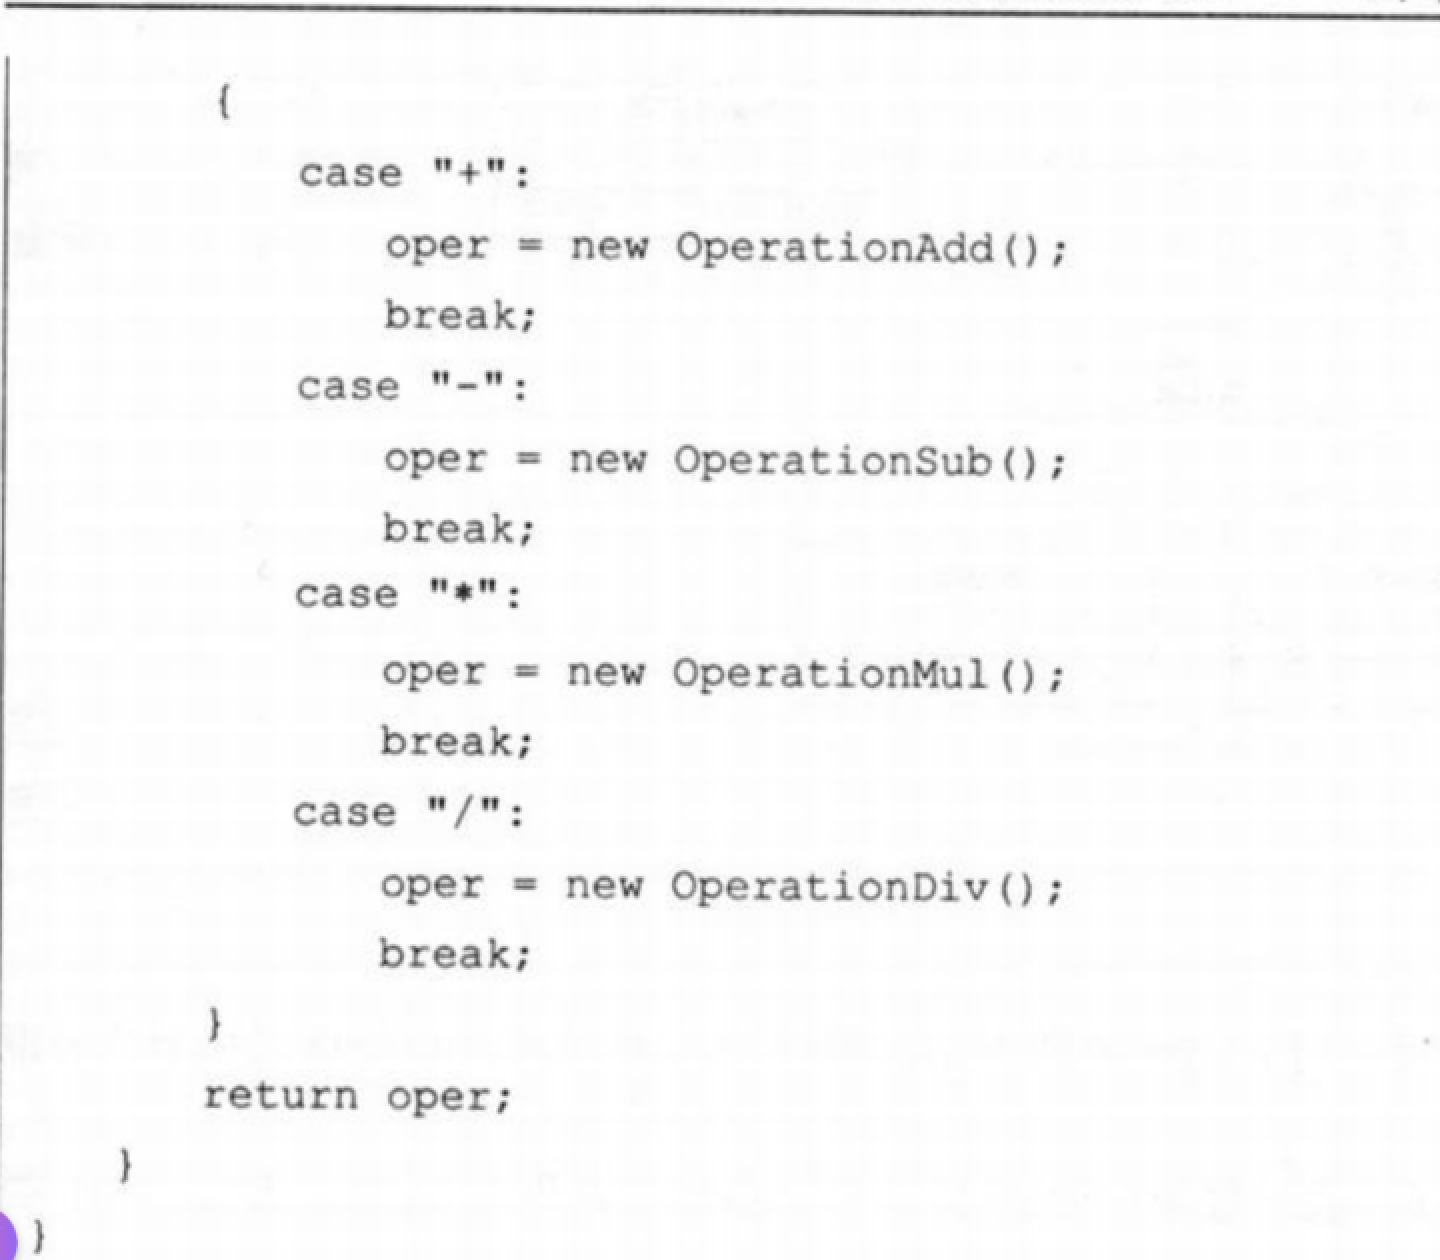 {
case "+":
oper = new OperationAdd();
break;
case "-":
oper = new OperationSub();
break;
case "*":
oper = new OperationMul();
break;
case "/":
oper = new OperationDiv();
break;
}
return oper;
}
}